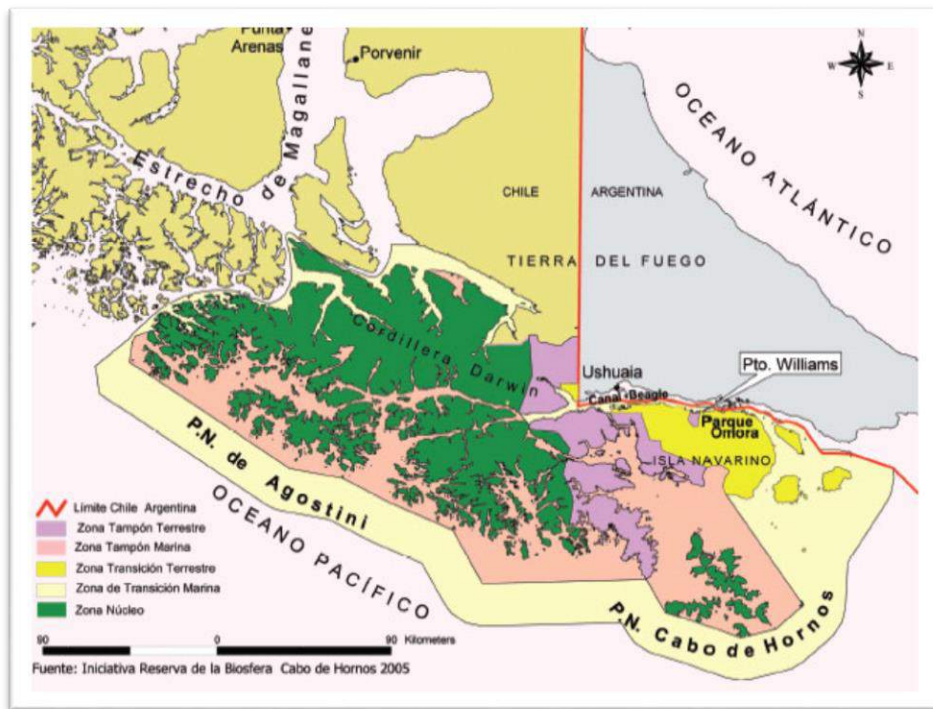 Punta
Arenas
Porvenir
N
W E
S
Estrecho de Magallanes
OCEANO ATLÁNTICO
CHILE
ARGENTINA
TIERRA DEL FUEGO
Cordillera Darwin
Ushuaia
Pto. Williams
Canal Beagle
Parque
Omora
ISLA NAVARINO
P.N. de Agostini
OCEANO PACÍFICO
P.N. Cabo de Hornos
Límite Chile Argentina
Zona Tampón Terrestre
Zona Tampón Marina
Zona Transición Terrestre
Zona de Transición Marina
Zona Núcleo
90 0 90 Kilometers
Fuente: Iniciativa Reserva de la Biosfera Cabo de Hornos 2005